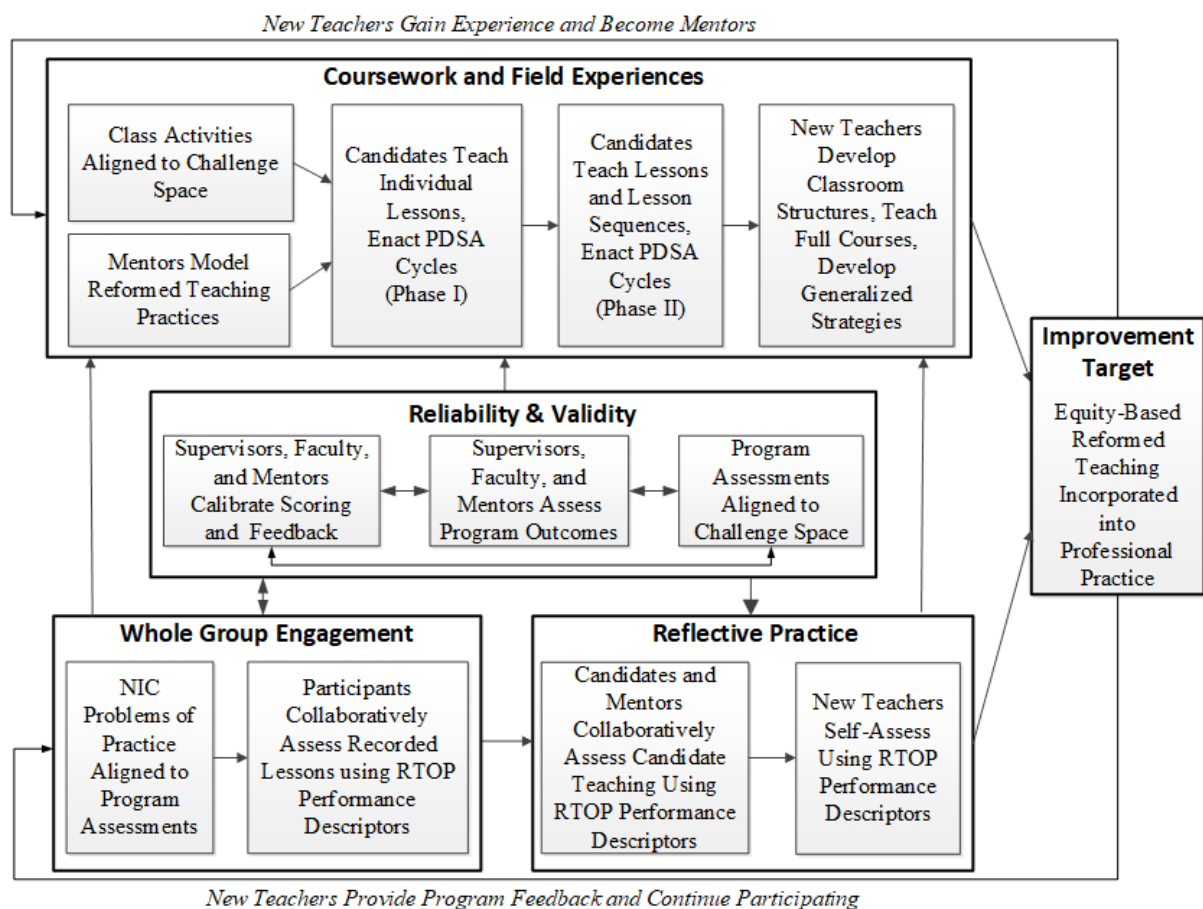 New Teachers Gain Experience and Become Mentors
Coursework and Field Experiences
Class Activities
Aligned to Challenge
Space
Mentors Model
Reformed Teaching
Practices
Candidates Teach
Individual
Lessons,
Enact PDSA
Cycles
(Phase I)
Candidates
Teach Lessons
and Lesson
Sequences,
Enact PDSA
Cycles
(Phase II)
New Teachers
Develop
Classroom
Structures, Teach
Full Courses,
Develop
Generalized
Strategies
Improvement
Target
Equity-Based
Reformed
Teaching
Incorporated
into
Professional
Practice
Reliability & Validity
Supervisors, Faculty,
and Mentors
Calibrate Scoring
and Feedback
Supervisors,
Faculty, and
Mentors Assess
Program Outcomes
Program
Assessments
Aligned to
Challenge Space
Whole Group Engagement
NIC
Problems of
Practice
Aligned to
Program
Assessments
Participants
Collaboratively
Assess Recorded
Lessons using RTOP
Performance
Descriptors
Reflective Practice
Candidates and
Mentors
Collaboratively
Assess Candidate
Teaching Using
RTOP Performance
Descriptors
New Teachers
Self-Assess
Using RTOP
Performance
Descriptors
New Teachers Provide Program Feedback and Continue Participating